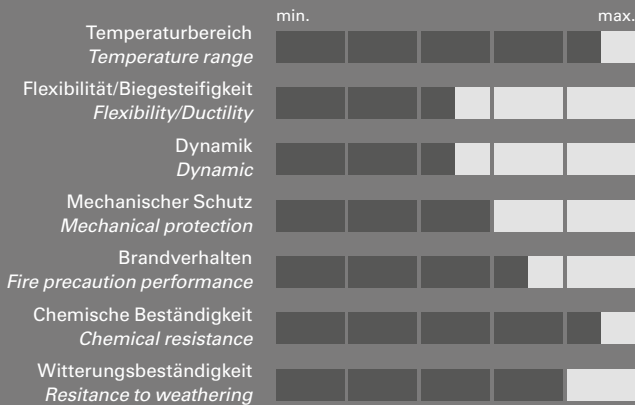 min. max.
Temperaturbereich
Temperature range
Flexibilität/Biegesteifigkeit
Flexibility/Ductility
Dynamik
Dynamic
Mechanischer Schutz
Mechanical protection
Brandverhalten
Fire precaution performance
Chemische Beständigkeit
Chemical resistance
Witterungsbeständigkeit
Resitance to weathering